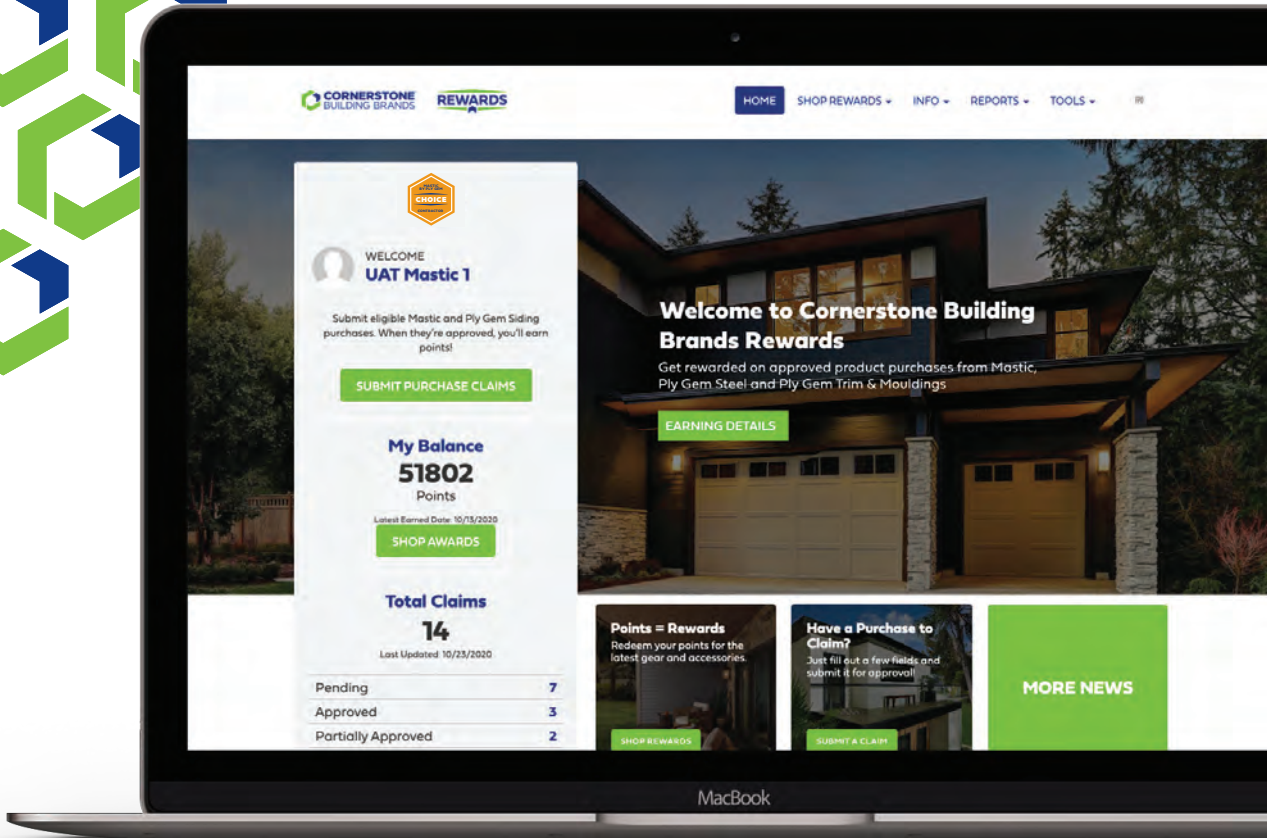 CORNERSTONE
BUILDING BRANDS
REWARDS
HOME
SHOP REWARDS
INFO
REPORTS
TOOLS
MASTIC
BY PLY GEM
CHOICE
CONTRACTOR
WELCOME
UAT Mastic 1
Submit eligible Mastic and Ply Gem Siding
purchases. When they're approved, you'll earn
points!
SUBMIT PURCHASE CLAIMS
My Balance
51802
Points
Latest Earned Date: 10/13/2020
SHOP AWARDS
Total Claims
14
Last Updated: 10/23/2020
Pending 7
Approved 3
Partially Approved 2
Welcome to Cornerstone Building
Brands Rewards
Get rewarded on approved product purchases from Mastic,
Ply Gem Steel and Ply Gem Trim & Mouldings
EARNING DETAILS
Points = Rewards
Redeem your points for the
latest gear and accessories.
SHOP REWARDS
Have a Purchase to
Claim?
Just fill out a few fields and
submit it for approval!
SUBMIT A CLAIM
MORE NEWS
MacBook